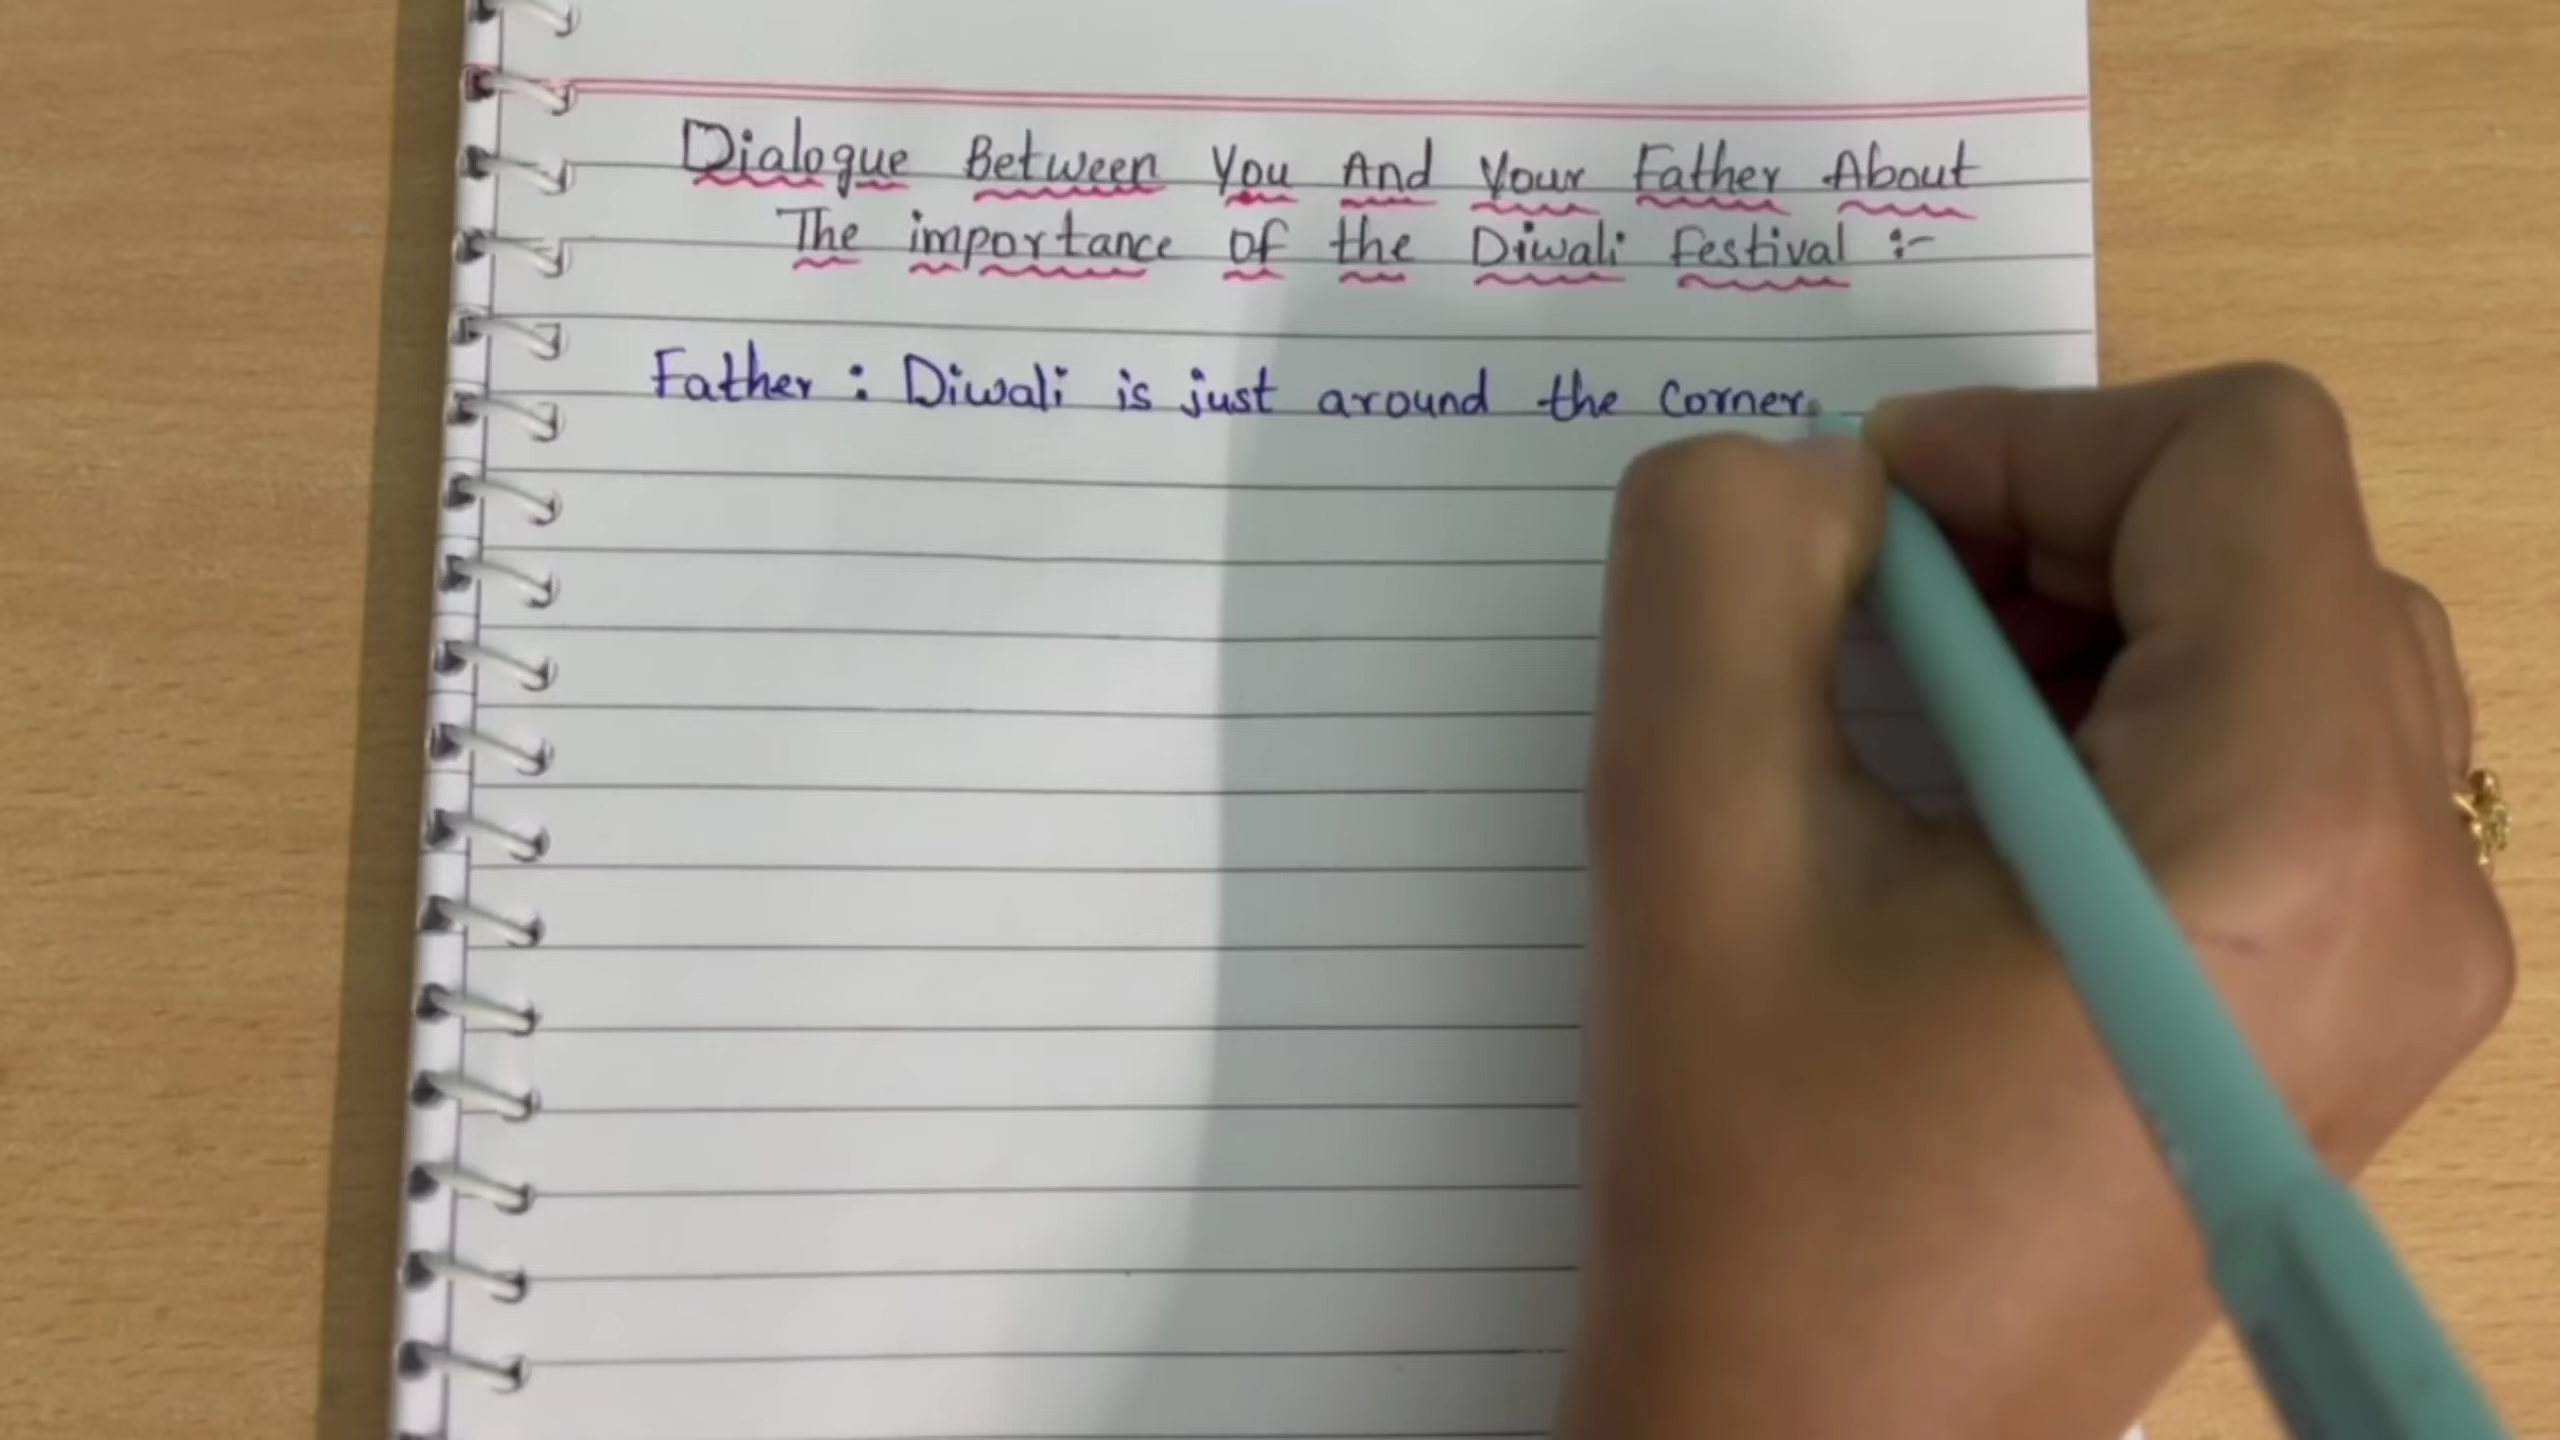 Dialogue Between You And Your Father About
The importance of the Diwali Festival :-
Father : Diwali is just around the corner.